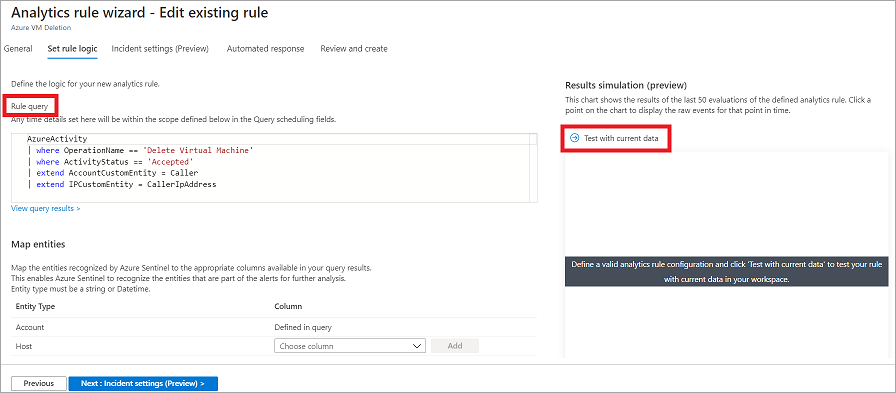 Analytics rule wizard - Edit existing rule
Azure VM Deletion
General Set rule logic Incident settings (Preview) Automated response Review and create
Define the logic for your new analytics rule.
Rule query
Any time details set here will be within the scope defined below in the Query scheduling fields.
AzureActivity
| where OperationName == 'Delete Virtual Machine'
| where ActivityStatus == 'Accepted'
| extend AccountCustomEntity = Caller
| extend IPCustomEntity = CallerIpAddress
View query results >
Map entities
Map the entities recognized by Azure Sentinel to the appropriate columns available in your query results.
This enables Azure Sentinel to recognize the entities that are part of the alerts for further analysis.
Entity type must be a string or Datetime.
Entity Type Column
Account Defined in query
Host Choose column Add
Results simulation (preview)
This chart shows the results of the last 50 evaluations of the defined analytics rule. Click a
point on the chart to display the raw events for that point in time.
Test with current data
Define a valid analytics rule configuration and click 'Test with current data' to test your rule
with current data in your workspace.
Previous Next : Incident settings (Preview) >